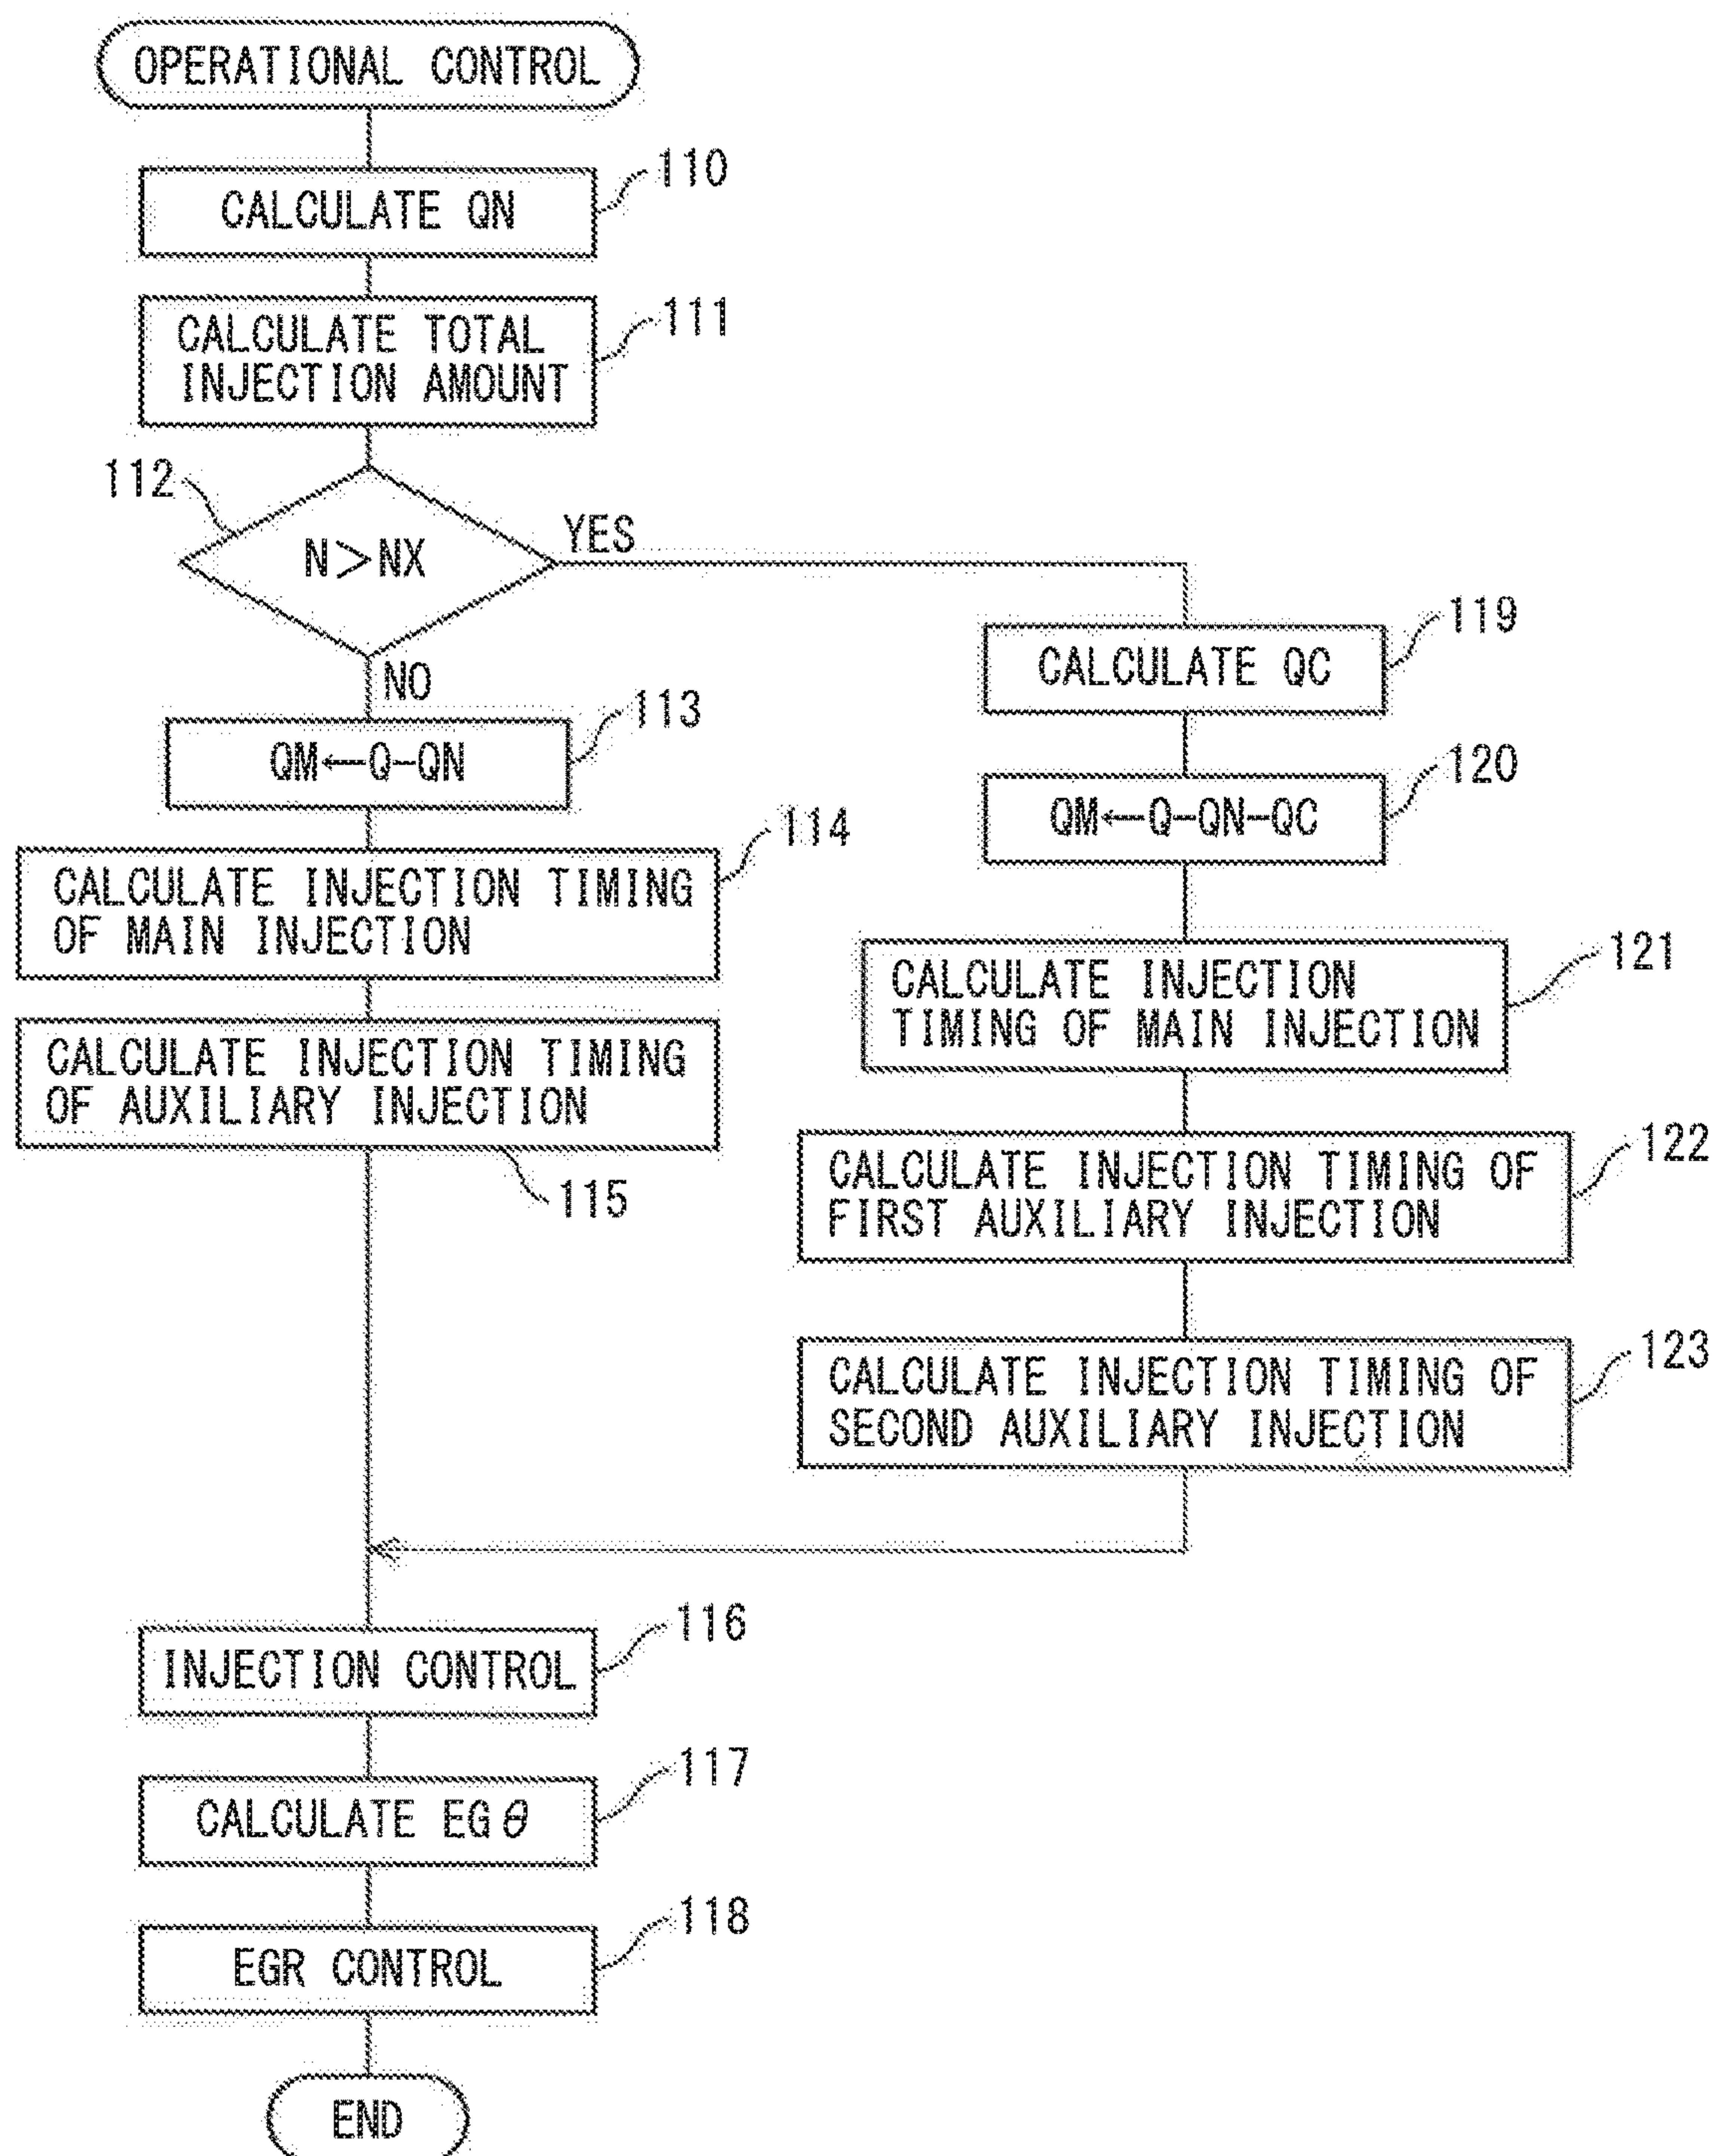 OPERATIONAL CONTROL
110
CALCULATE QN
111
CALCULATE TOTAL
INJECTION AMOUNT
112
N>NX
YES
NO
113
QM←Q-QN
114
CALCULATE INJECTION TIMING
OF MAIN INJECTION
CALCULATE INJECTION TIMING
OF AUXILIARY INJECTION
115
119
CALCULATE QC
120
QM←Q-QN-QC
121
CALCULATE INJECTION
TIMING OF MAIN INJECTION
122
CALCULATE INJECTION TIMING OF
FIRST AUXILIARY INJECTION
123
CALCULATE INJECTION TIMING OF
SECOND AUXILIARY INJECTION
116
INJECTION CONTROL
117
CALCULATE EGθ
118
EGR CONTROL
END